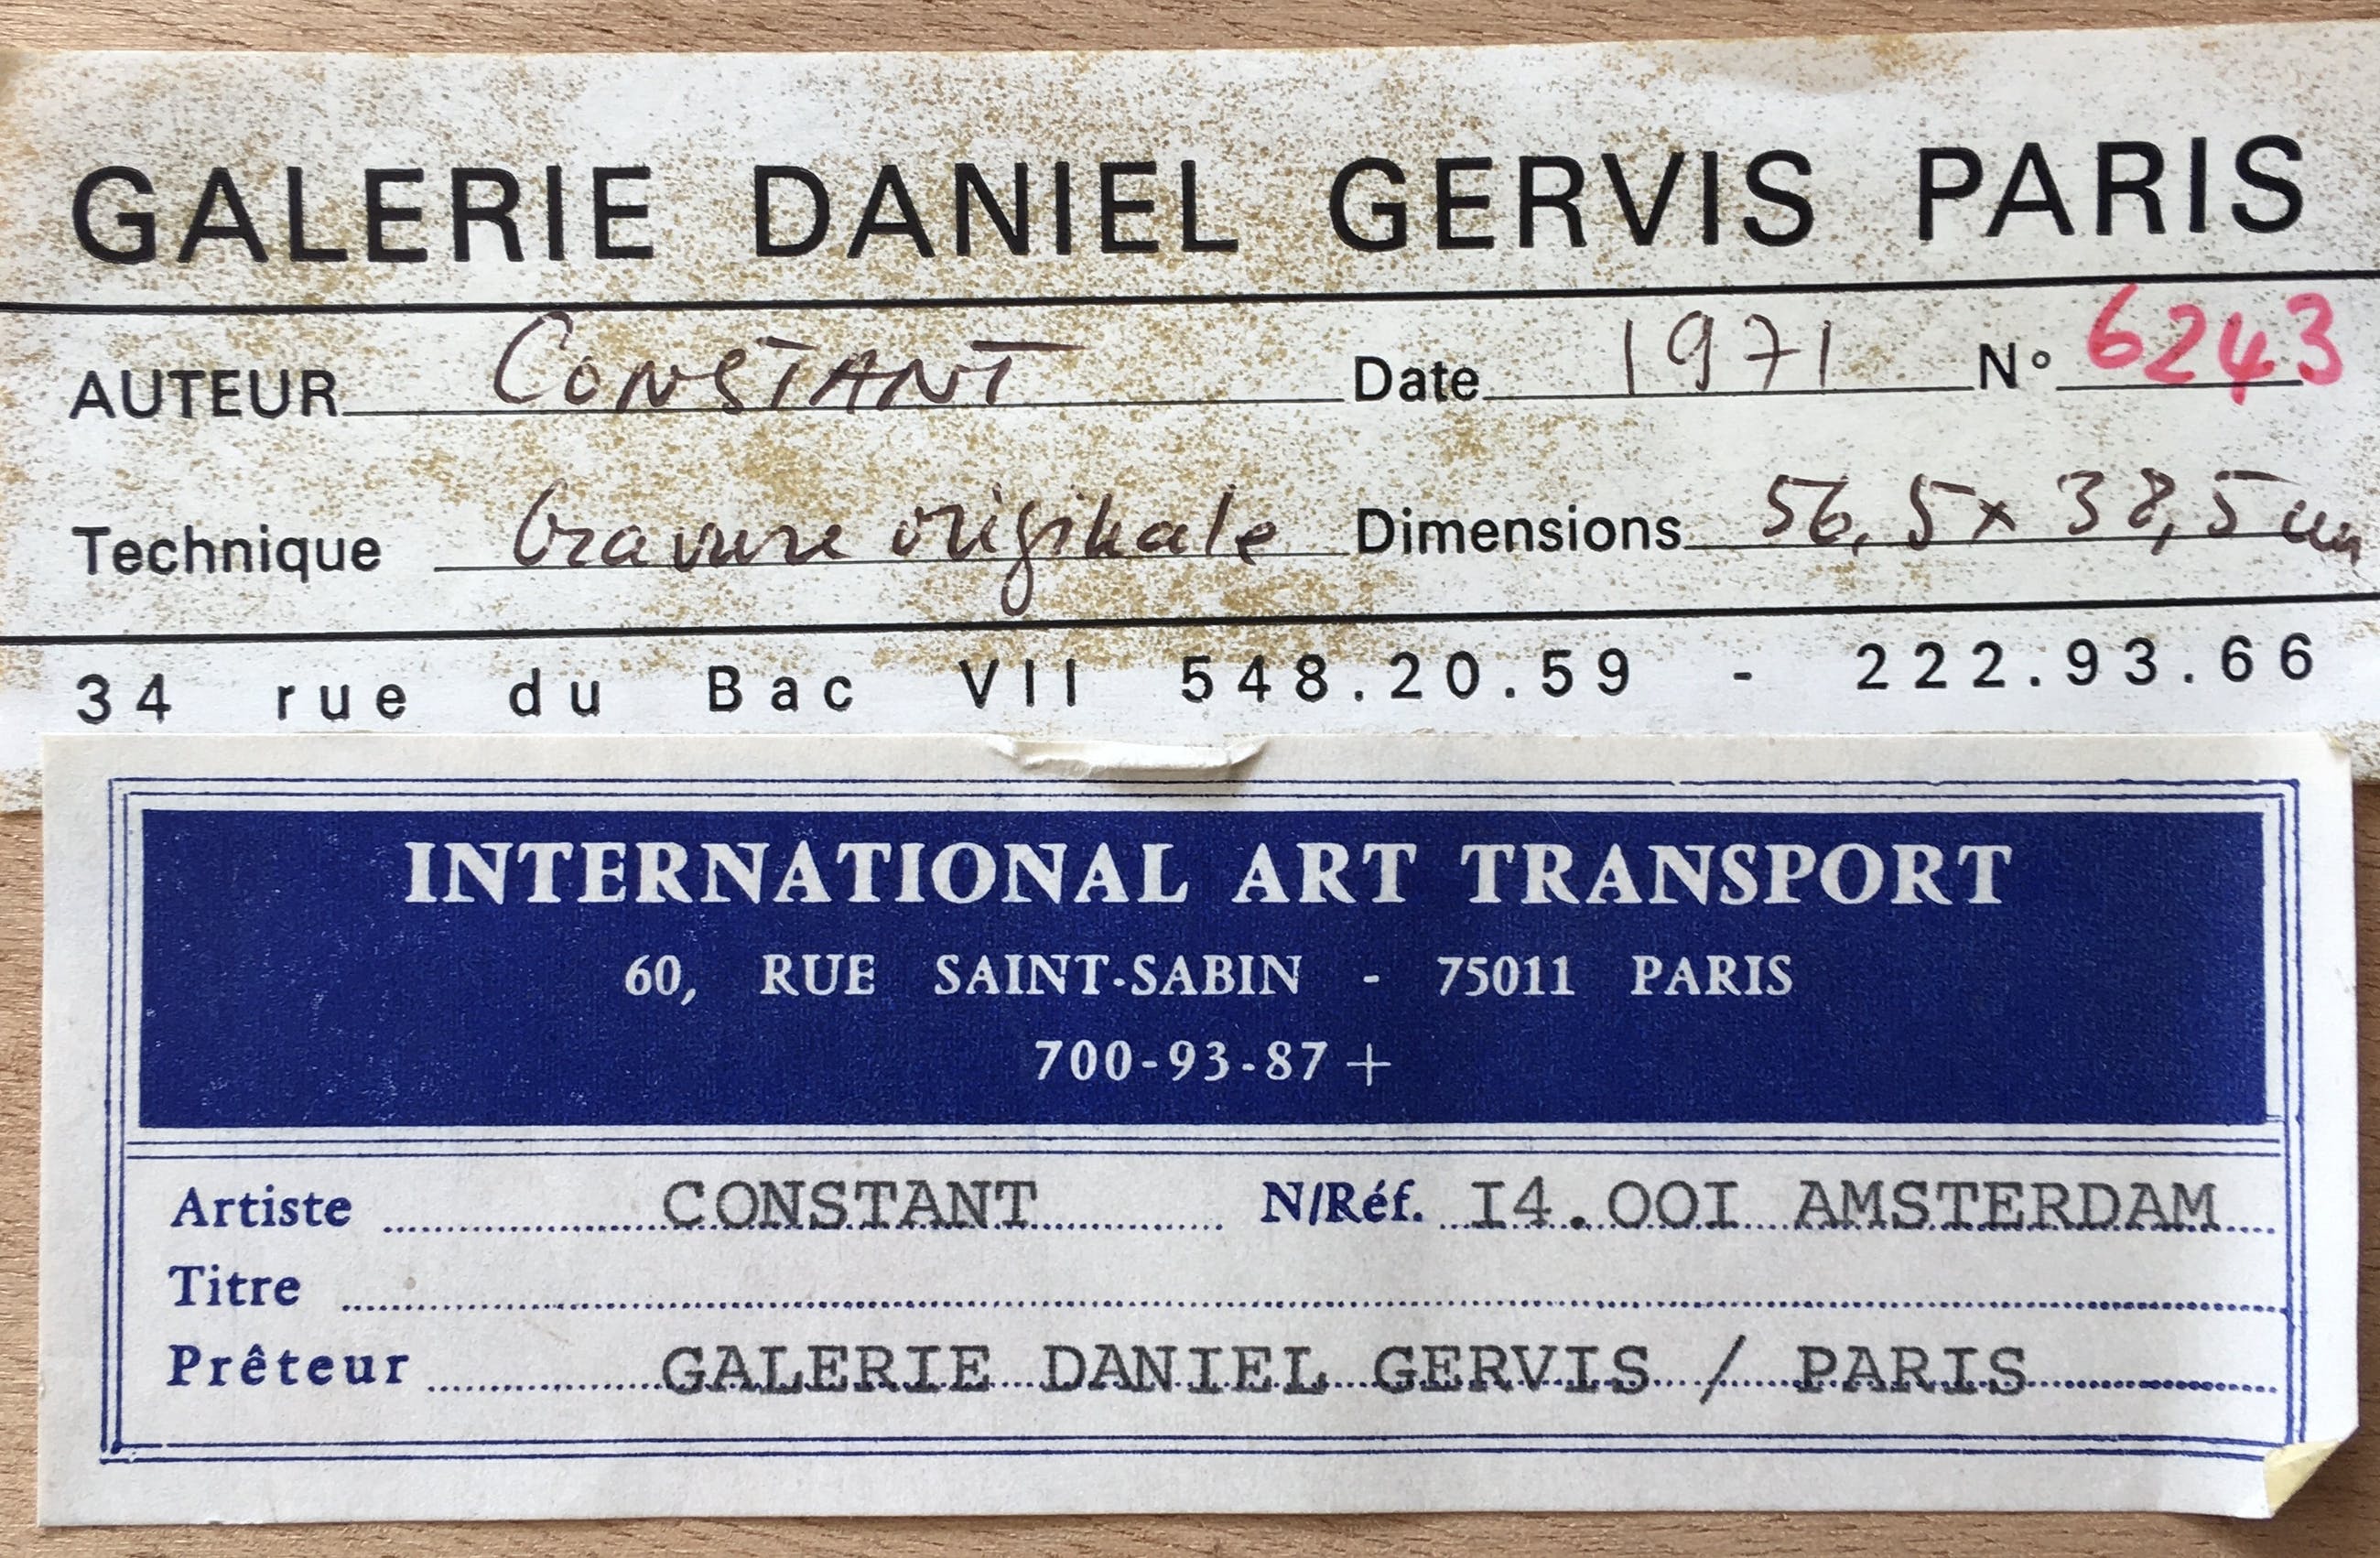 GALERIE DANIEL GERVIS PARIS
AUTEUR CONSTANT Date 1971 N° 6243
Technique Gravure originale Dimensions 56,5 x 38,5 cm
34 rue du Bac VII 548.20.59 - 222.93.66
INTERNATIONAL ART TRANSPORT
60, RUE SAINT-SABIN - 75011 PARIS
700-93-87 +
Artiste CONSTANT N/Réf. I4.OOI AMSTERDAM
Titre
Prêteur GALERIE DANIEL GERVIS / PARIS